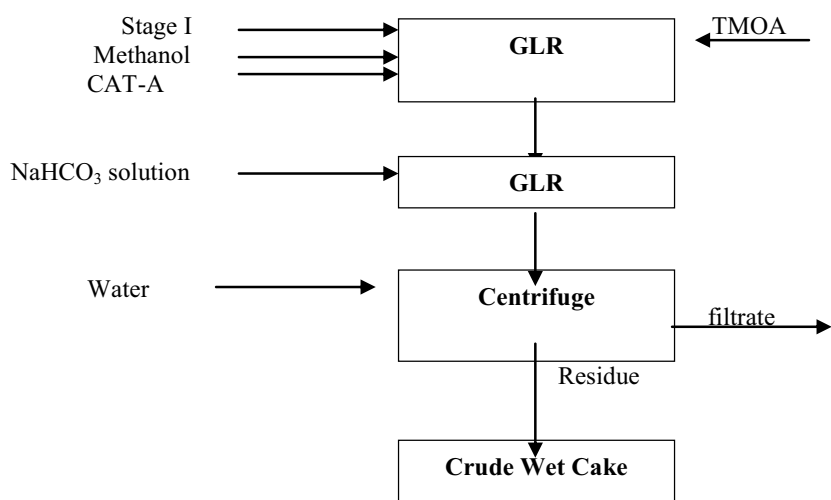 Stage I
Methanol
CAT-A
GLR
TMOA
NaHCO₃ solution
GLR
Water
Centrifuge
filtrate
Residue
Crude Wet Cake